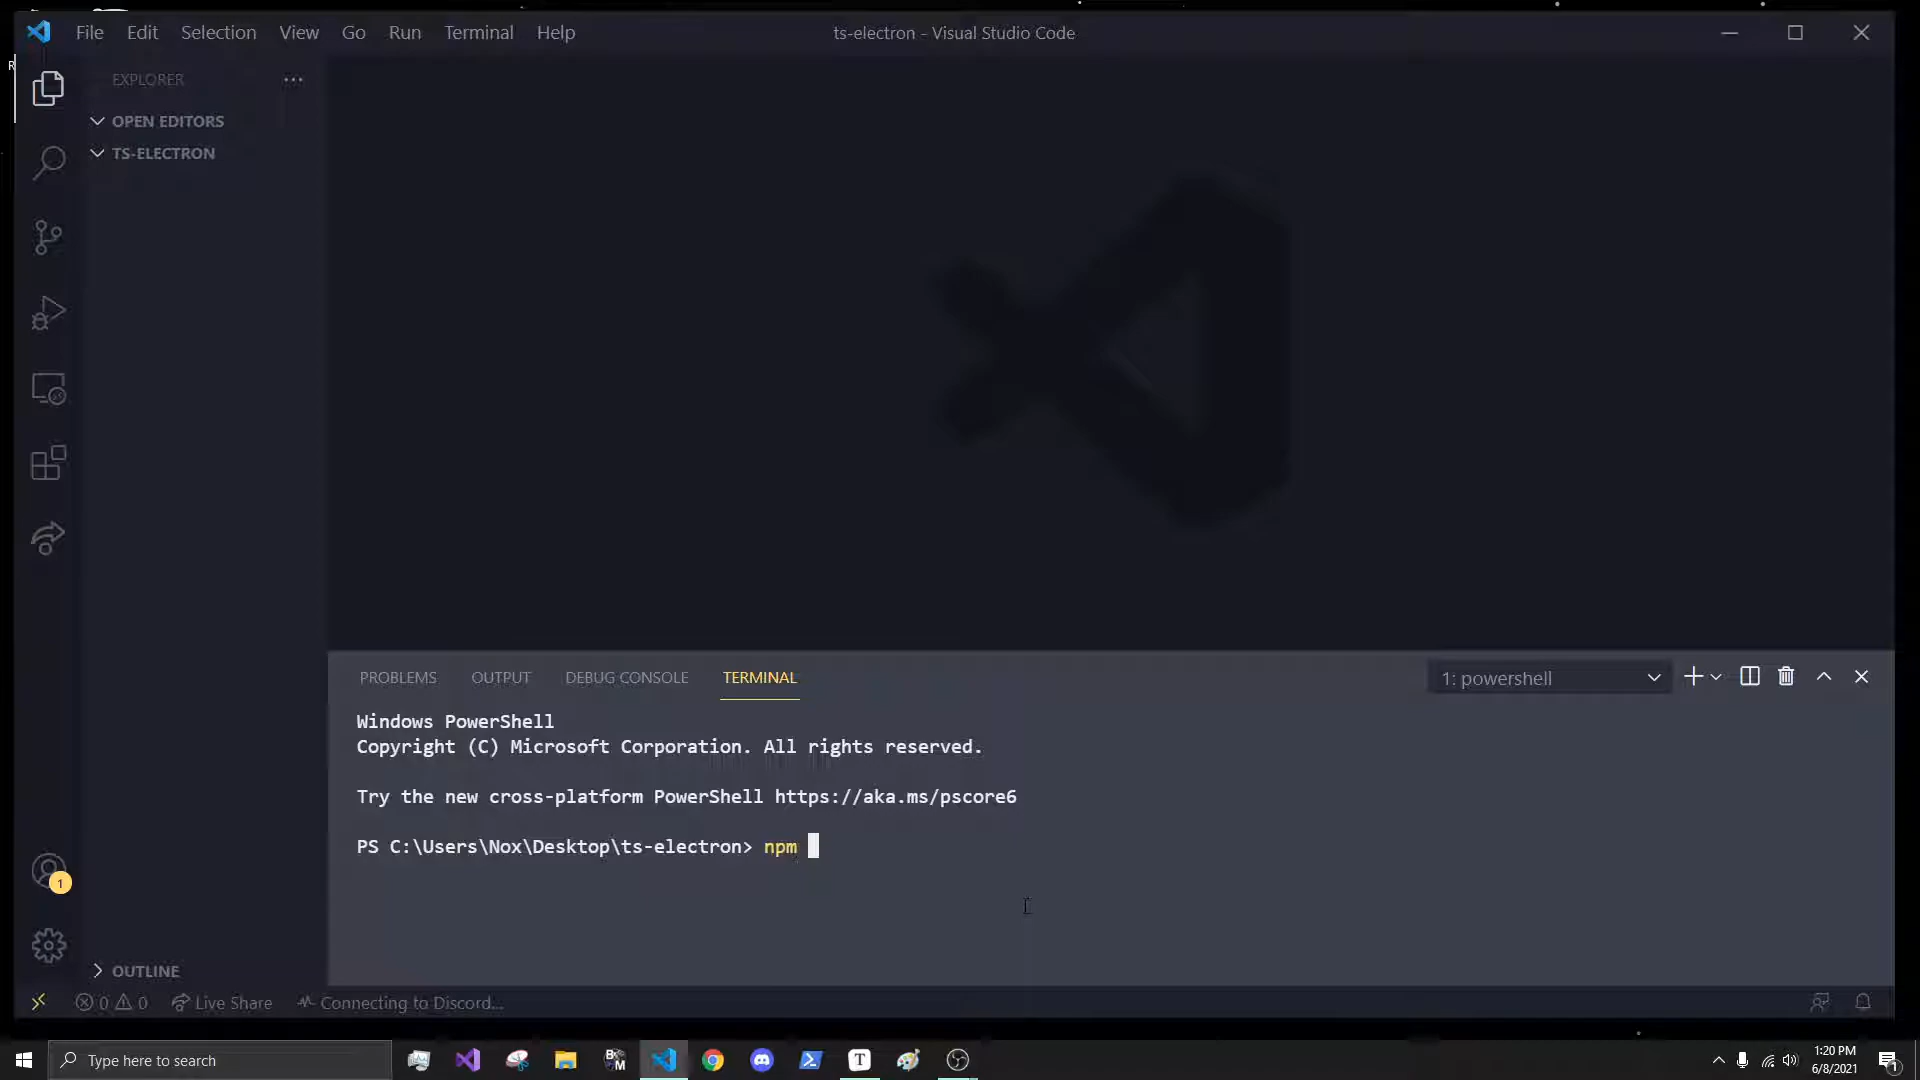 File Edit Selection View Go Run Terminal Help
ts-electron - Visual Studio Code
R
EXPLORER
OPEN EDITORS
TS-ELECTRON
PROBLEMS OUTPUT DEBUG CONSOLE TERMINAL
1: powershell
Windows PowerShell
Copyright (C) Microsoft Corporation. All rights reserved.
Try the new cross-platform PowerShell https://aka.ms/pscore6
PS C:\Users\Nox\Desktop\ts-electron> npm
1
OUTLINE
0 0 Live Share Connecting to Discord...
Type here to search
B M
T
1:20 PM
6/8/2021
1